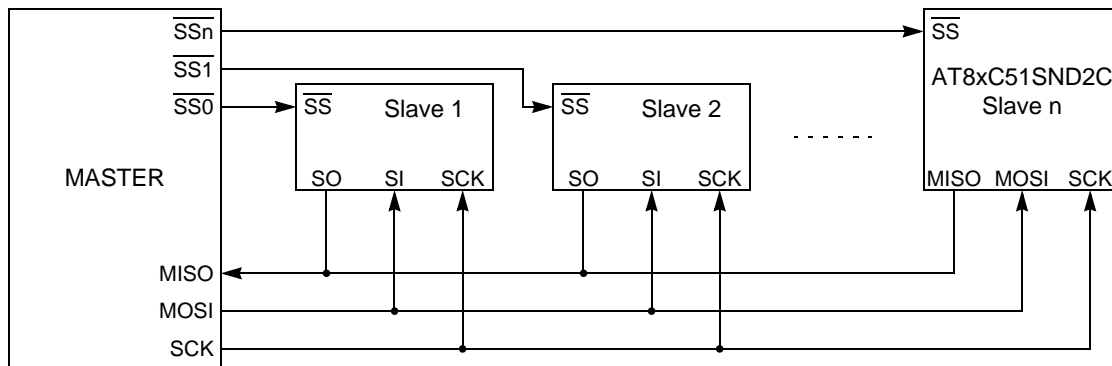 SSn
SS1
SS0
MASTER
MISO
MOSI
SCK
SS
Slave 1
SO SI SCK
SS
Slave 2
SO SI SCK
SS
AT8xC51SND2C
Slave n
MISO MOSI SCK